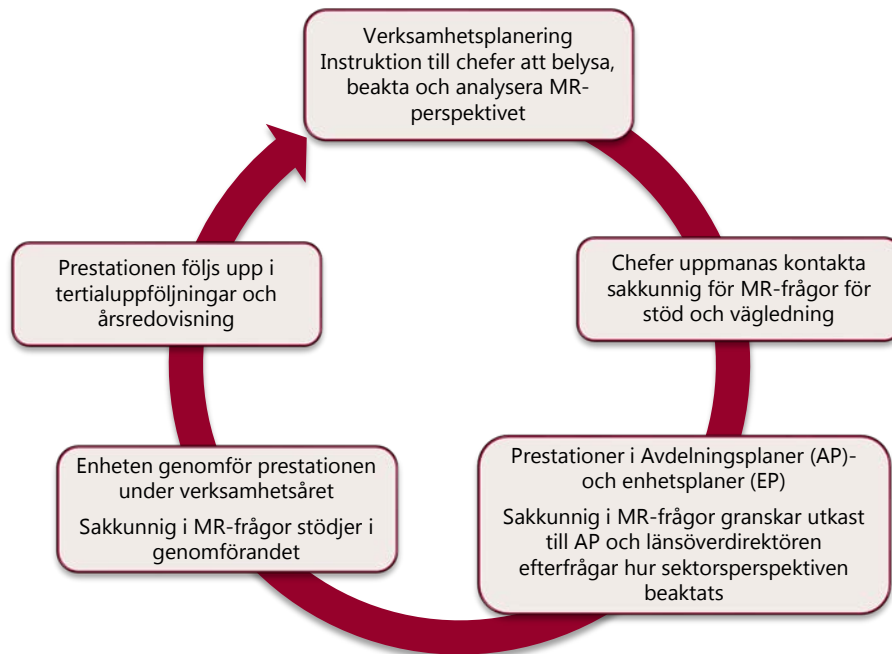 Verksamhetsplanering
Instruktion till chefer att belysa,
beakta och analysera MR-
perspektivet
Chefer uppmanas kontakta
sakkunnig för MR-frågor för
stöd och vägledning
Prestationer i Avdelningsplaner (AP)-
och enhetsplaner (EP)
Sakkunnig i MR-frågor granskar utkast
till AP och länsöverdirektören
efterfrågar hur sektorsperspektiven
beaktats
Enheten genomför prestationen
under verksamhetsåret
Sakkunnig i MR-frågor stödjer i
genomförandet
Prestationen följs upp i
tertialuppföljningar och
årsredovisning